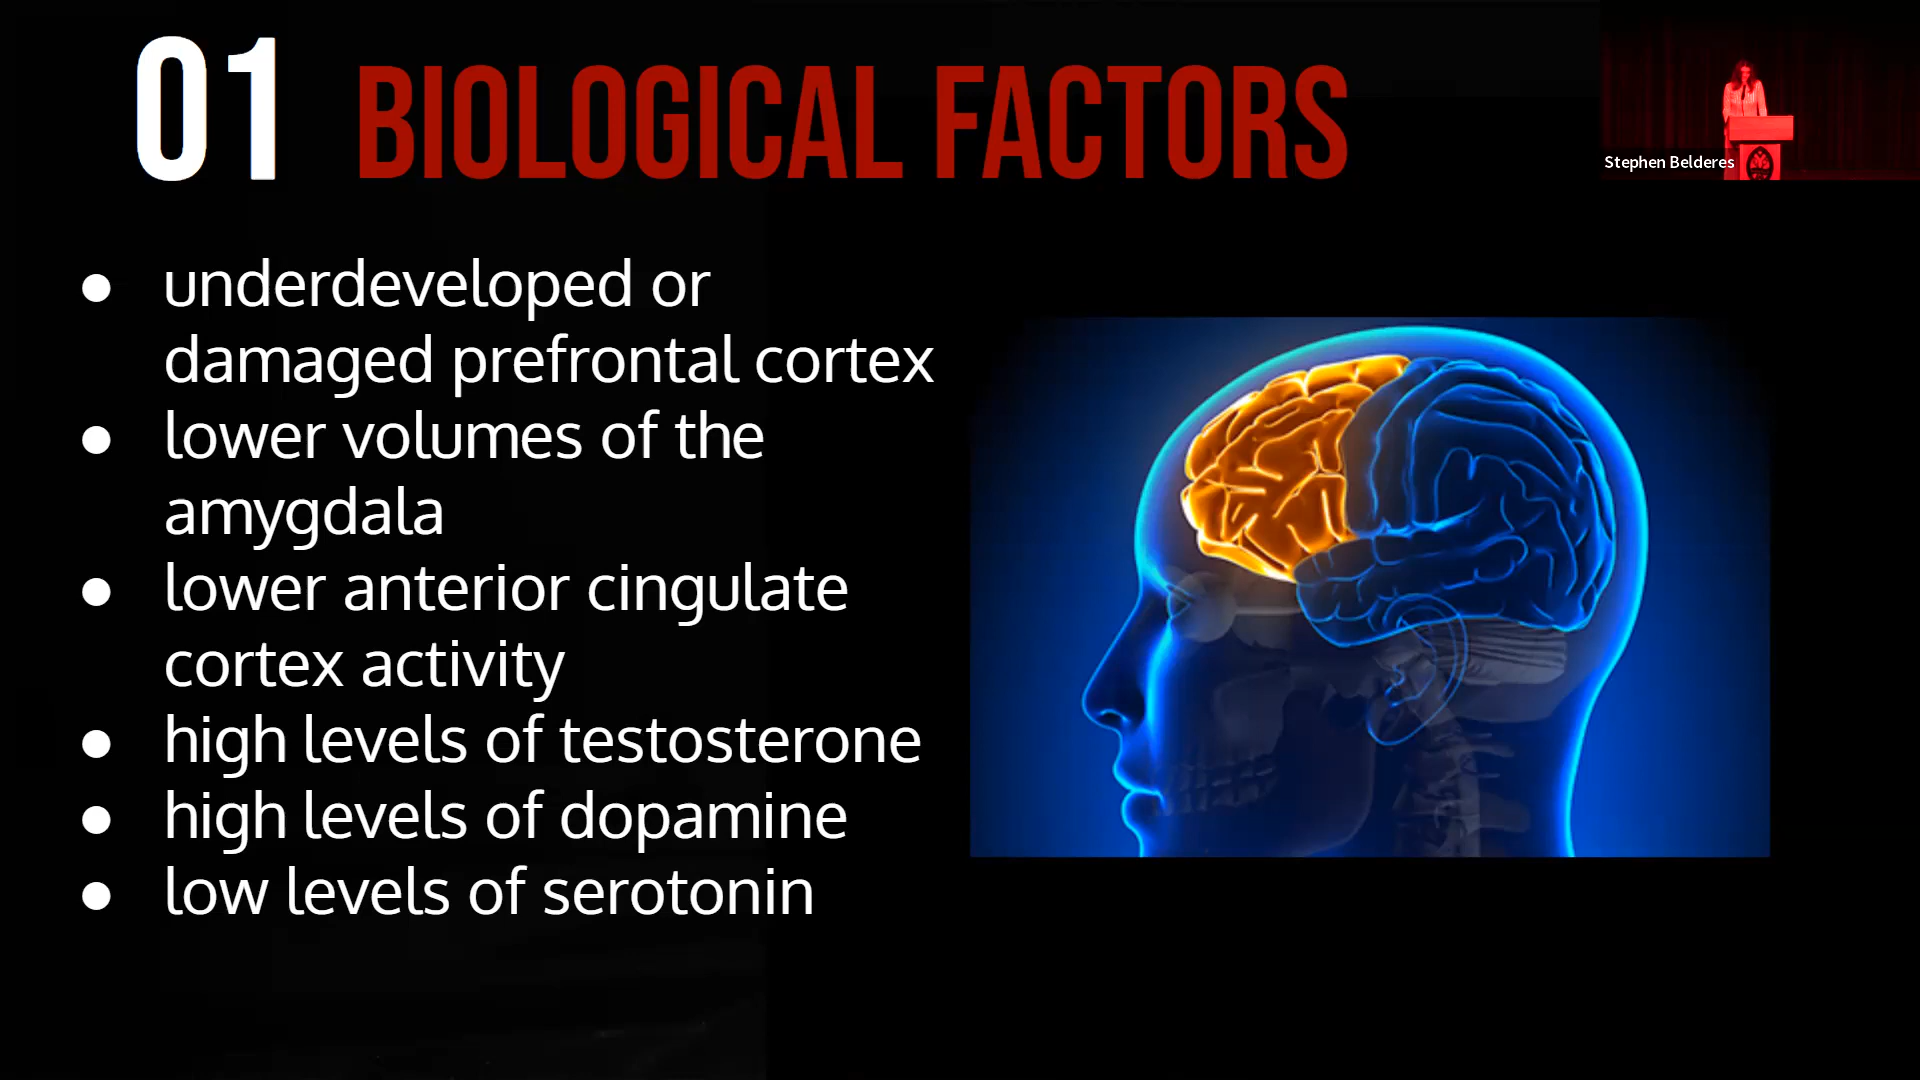 01 BIOLOGICAL FACTORS
Stephen Belderes
● underdeveloped or
damaged prefrontal cortex
● lower volumes of the
amygdala
● lower anterior cingulate
cortex activity
● high levels of testosterone
● high levels of dopamine
● low levels of serotonin